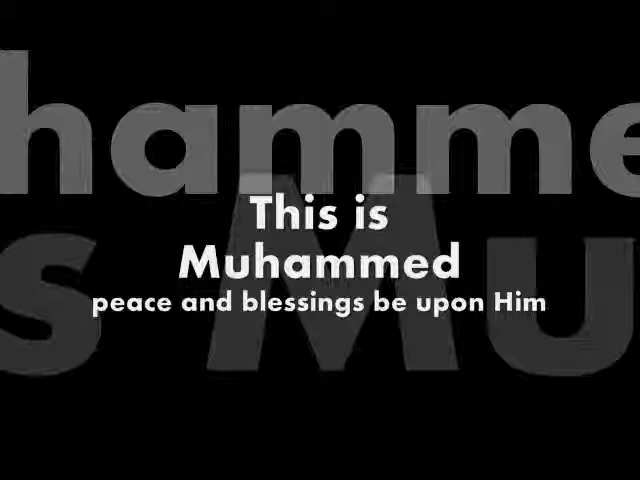 hamme
This is
Muhammed
peace and blessings be upon Him
s Mu